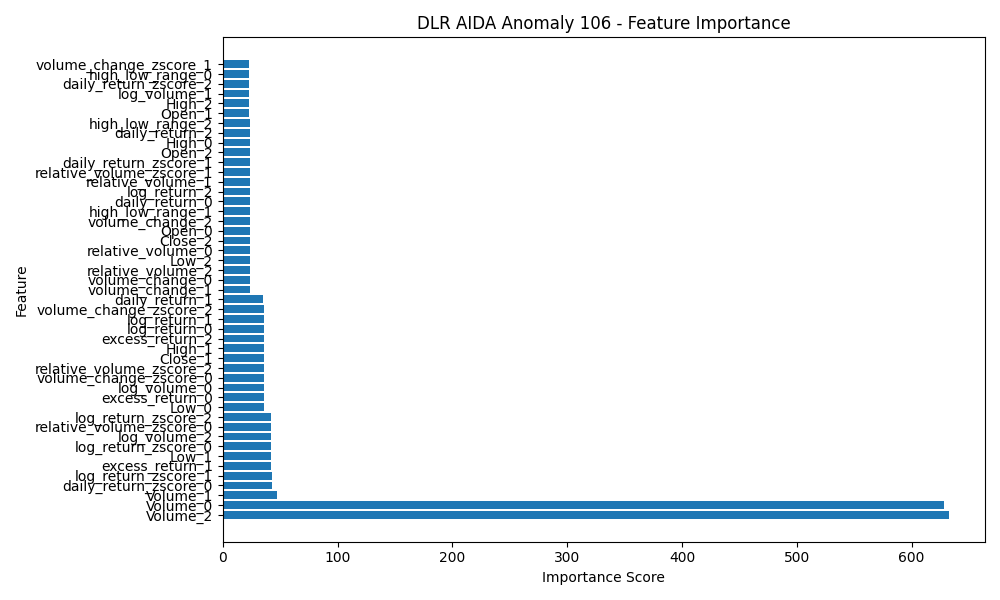 DLR AIDA Anomaly 106 - Feature Importance
volume_change_zscore_1
high_low_range_0
daily_return_zscore_2
log_volume_1
High_2
Open_1
high_low_range_2
daily_return_2
High_0
Open_2
daily_return_zscore_1
relative_volume_zscore_1
relative_volume_1
log_return_2
daily_return_0
high_low_range_1
volume_change_2
Open_0
Close_2
relative_volume_0
Low_2
relative_volume_2
volume_change_0
volume_change_1
daily_return_1
volume_change_zscore_2
log_return_1
log_return_0
excess_return_2
High_1
Close_1
relative_volume_zscore_2
volume_change_zscore_0
log_volume_0
excess_return_0
Low_0
log_return_zscore_2
relative_volume_zscore_0
log_volume_2
log_return_zscore_0
Low_1
excess_return_1
log_return_zscore_1
daily_return_zscore_0
Volume_1
Volume_0
Volume_2
Feature
0 100 200 300 400 500 600
Importance Score